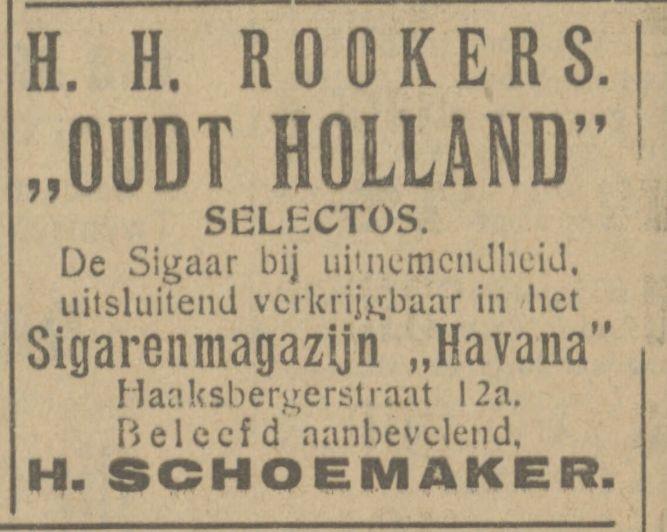 H. H. ROOKERS.
„OUDT HOLLAND”
SELECTOS.
De Sigaar bij uitnemendheid,
uitsluitend verkrijgbaar in het
Sigarenmagazijn „Havana”
Haaksbergerstraat 12a.
Beleefd aanbevelend,
H. SCHOEMAKER.